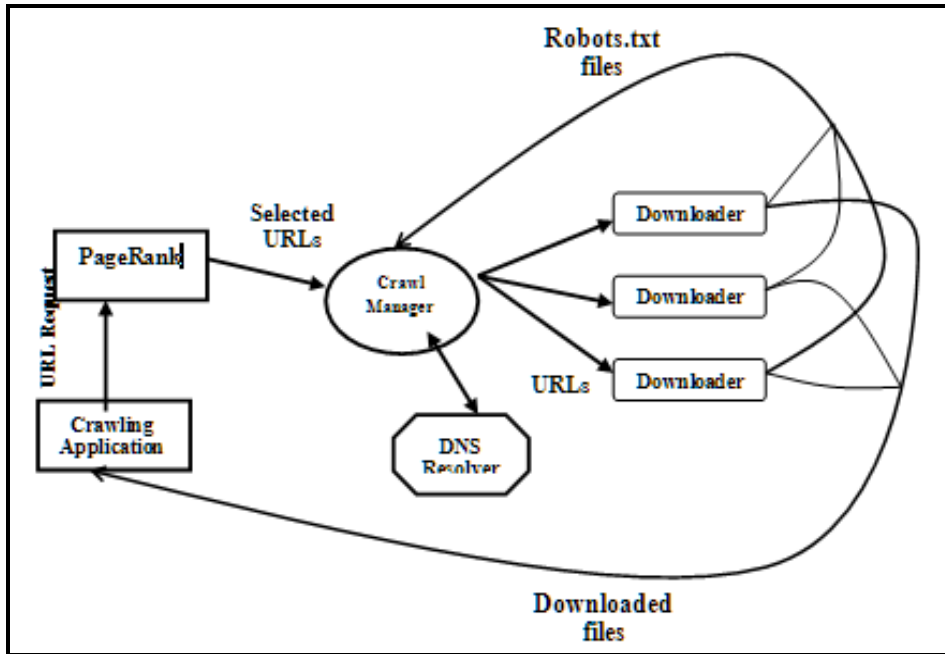 Robots.txt
files
Selected
URLs
Downloader
PageRank
Crawl
Manager
Downloader
URL Request
URLs
Downloader
Crawling
Application
DNS
Resolver
Downloaded
files